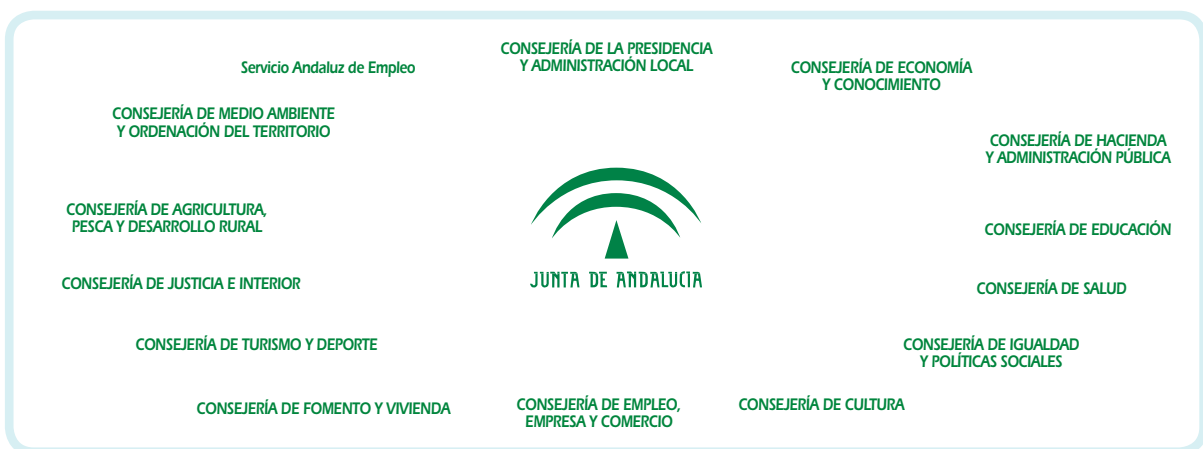 CONSEJERÍA DE LA PRESIDENCIA
Y ADMINISTRACIÓN LOCAL
Servicio Andaluz de Empleo
CONSEJERÍA DE ECONOMÍA
Y CONOCIMIENTO
CONSEJERÍA DE MEDIO AMBIENTE
Y ORDENACIÓN DEL TERRITORIO
CONSEJERÍA DE HACIENDA
Y ADMINISTRACIÓN PÚBLICA
CONSEJERÍA DE AGRICULTURA,
PESCA Y DESARROLLO RURAL
CONSEJERÍA DE EDUCACIÓN
CONSEJERÍA DE JUSTICIA E INTERIOR
JUNTA DE ANDALUCIA
CONSEJERÍA DE SALUD
CONSEJERÍA DE TURISMO Y DEPORTE
CONSEJERÍA DE IGUALDAD
Y POLÍTICAS SOCIALES
CONSEJERÍA DE FOMENTO Y VIVIENDA
CONSEJERÍA DE EMPLEO,
EMPRESA Y COMERCIO
CONSEJERÍA DE CULTURA